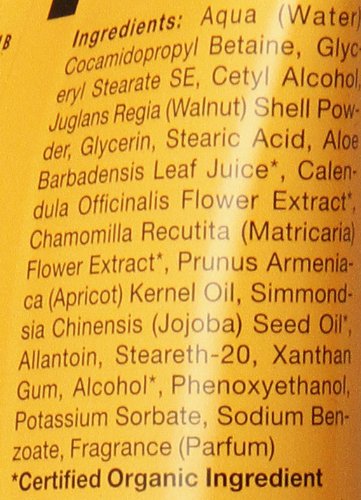 Ingredients: Aqua (Water)
Cocamidopropyl Betaine, Glyc-
eryl Stearate SE, Cetyl Alcohol,
Juglans Regia (Walnut) Shell Pow-
der, Glycerin, Stearic Acid, Aloe
Barbadensis Leaf Juice*, Calen-
dula Officinalis Flower Extract*,
Chamomilla Recutita (Matricaria)
Flower Extract*, Prunus Armenia-
ca (Apricot) Kernel Oil, Simmond-
sia Chinensis (Jojoba) Seed Oil*,
Allantoin, Steareth-20, Xanthan
Gum, Alcohol*, Phenoxyethanol,
Potassium Sorbate, Sodium Ben-
zoate, Fragrance (Parfum)
*Certified Organic Ingredient